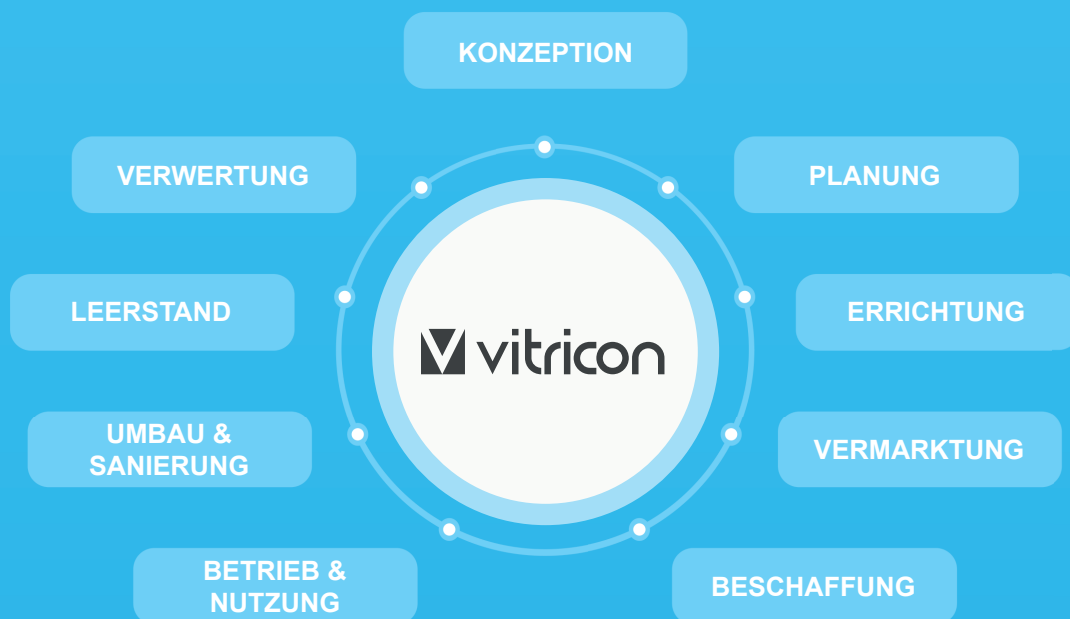 KONZEPTION
VERWERTUNG
PLANUNG
LEERSTAND
ERRICHTUNG
vitricon
UMBAU &
SANIERUNG
VERMARKTUNG
BETRIEB &
NUTZUNG
BESCHAFFUNG